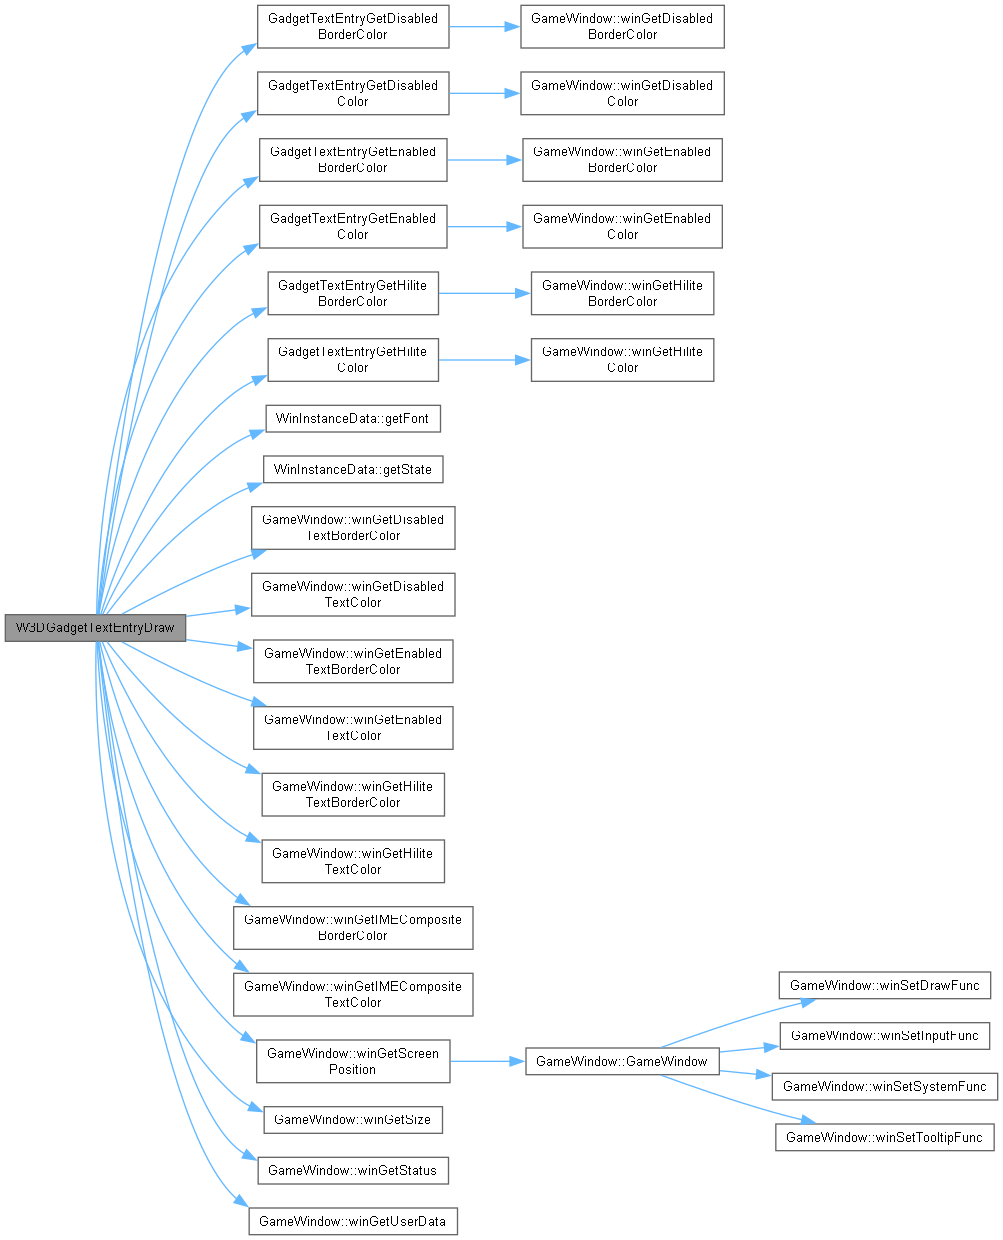 GadgetTextEntryGetDisabled
BorderColor
GameWindow::winGetDisabled
BorderColor
GadgetTextEntryGetDisabled
Color
GameWindow::winGetDisabled
Color
GadgetTextEntryGetEnabled
BorderColor
GameWindow::winGetEnabled
BorderColor
GadgetTextEntryGetEnabled
Color
GameWindow::winGetEnabled
Color
GadgetTextEntryGetHilite
BorderColor
GameWindow::winGetHilite
BorderColor
GadgetTextEntryGetHilite
Color
GameWindow::winGetHilite
Color
WinInstanceData::getFont
WinInstanceData::getState
GameWindow::winGetDisabled
TextBorderColor
GameWindow::winGetDisabled
TextColor
W3DGadgetTextEntryDraw
GameWindow::winGetEnabled
TextBorderColor
GameWindow::winGetEnabled
TextColor
GameWindow::winGetHilite
TextBorderColor
GameWindow::winGetHilite
TextColor
GameWindow::winGetIMEComposite
BorderColor
GameWindow::winGetIMEComposite
TextColor
GameWindow::winGetScreen
Position
GameWindow::GameWindow
GameWindow::winSetDrawFunc
GameWindow::winSetInputFunc
GameWindow::winSetSystemFunc
GameWindow::winSetTooltipFunc
GameWindow::winGetSize
GameWindow::winGetStatus
GameWindow::winGetUserData